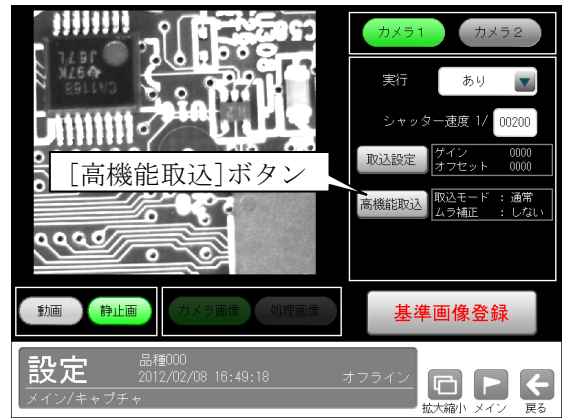 カメラ1 カメラ2
実行 あり
シャッター速度 1/ 00200
取込設定 ゲイン 0000
オフセット 0000
[高機能取込]ボタン
高機能取込 取込モード : 通常
ムラ補正 : しない
動画 静止画 カメラ画像 処理画像
基準画像登録
設定 品種000
2012/02/08 16:49:18 オフライン
メイン/キャプチャ
拡大縮小 メイン 戻る